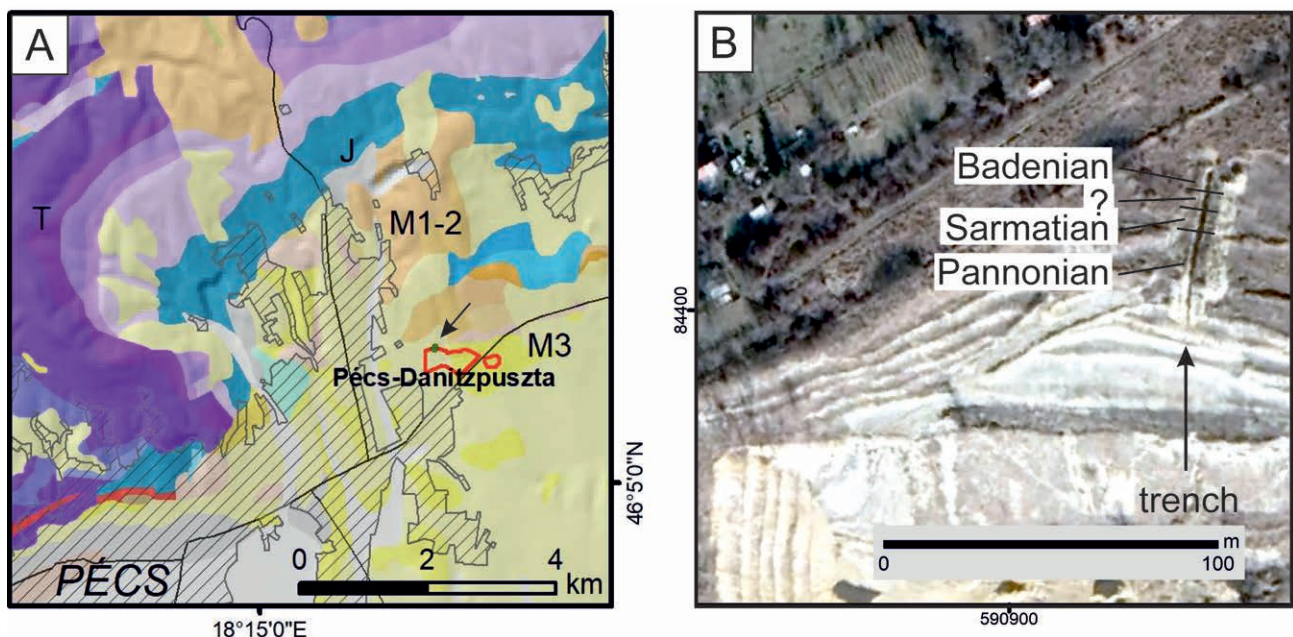 A
J
T
M1-2
M3
Pécs-Danitzpuszta
PÉCS
0 2 4
km
46°5'0"N
18°15'0"E
B
Badenian
?
Sarmatian
Pannonian
84400
trench
m
0 100
590900